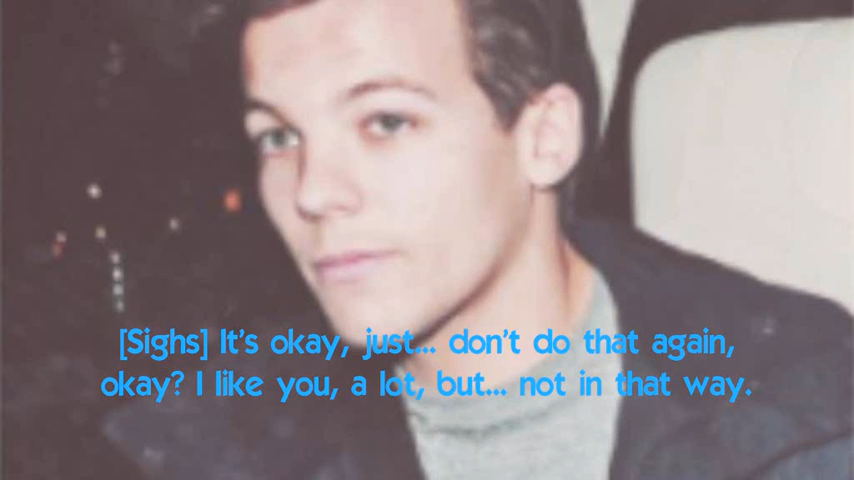 [Sighs] It's okay, just... don't do that again,
okay? I like you, a lot, but... not in that way.